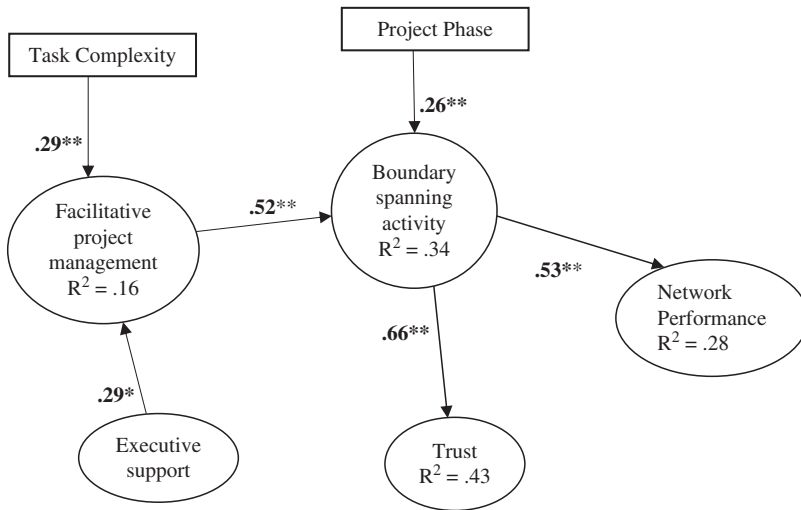 Project Phase
Task Complexity
.26**
.29**
Boundary
spanning
activity
R² = .34
Facilitative
project
management
R² = .16
.52**
.53**
Network
Performance
R² = .28
.66**
.29*
Executive
support
Trust
R² = .43